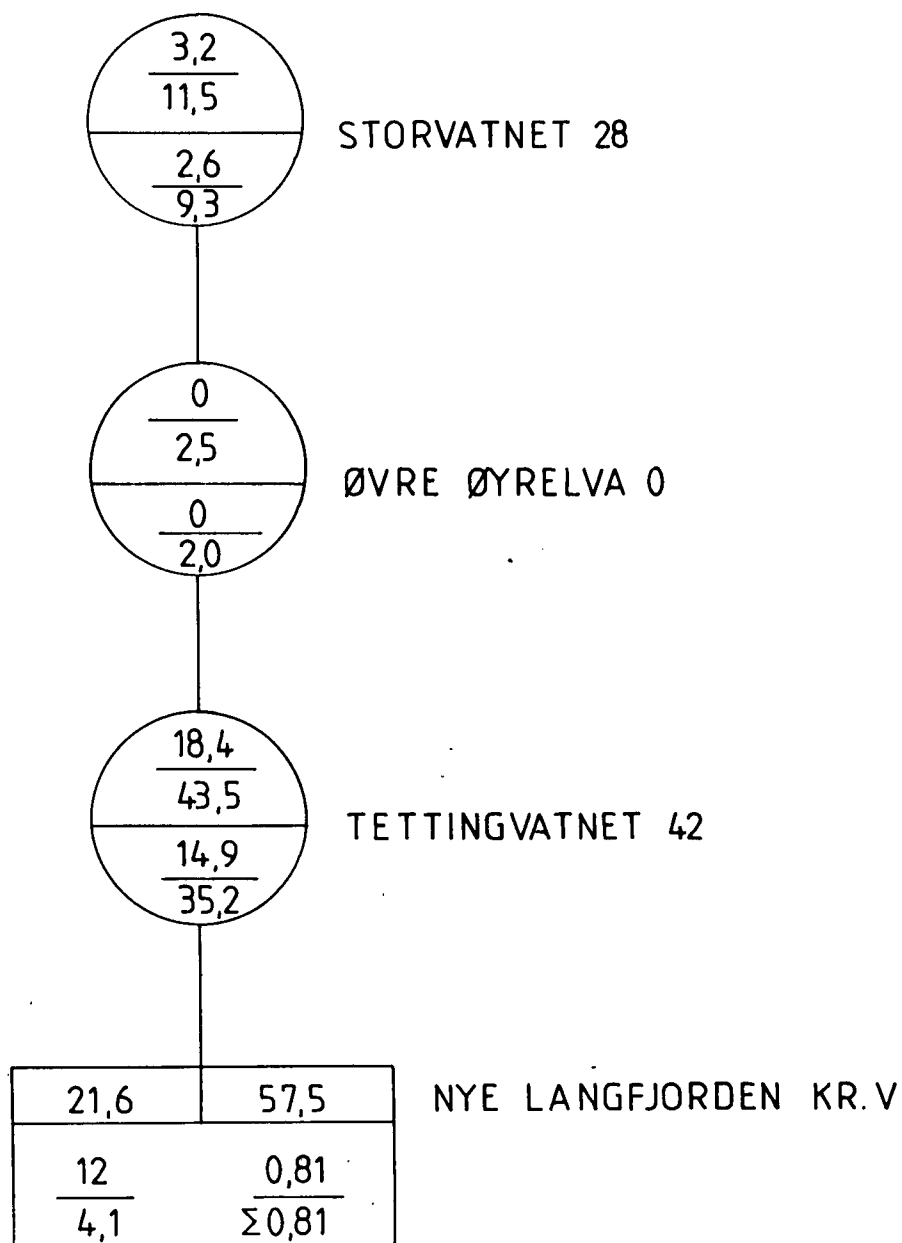 3,2
11,5
STORVATNET 28
2,6
9,3
0
2,5
ØVRE ØYRELVA 0
0
2,0
18,4
43,5
TETTINGVATNET 42
14,9
35,2
21,6 57,5 NYE LANGFJORDEN KR.V
12 0,81
4,1 Σ0,81